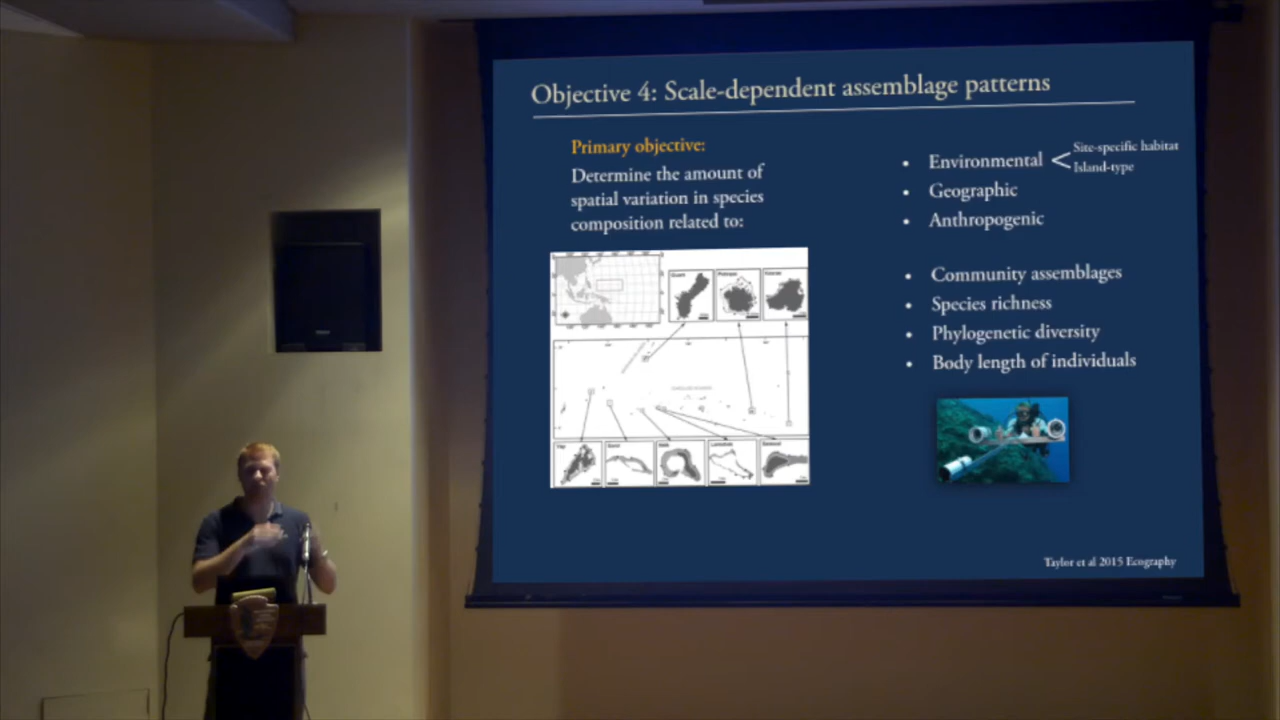 Objective 4: Scale-dependent assemblage patterns
Primary objective:
Determine the amount of
spatial variation in species
composition related to:
• Environmental <
Site-specific habitat
Island-type
• Geographic
• Anthropogenic
• Community assemblages
• Species richness
• Phylogenetic diversity
• Body length of individuals
Guam
Yap
Taylor et al 2015 Ecography